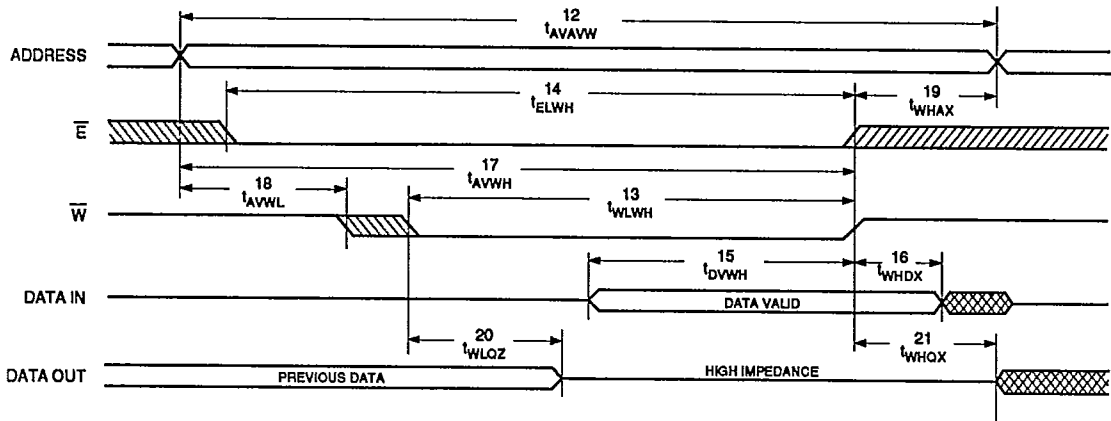 12
tAVAVW
ADDRESS
14
tELWH
19
tWHAX
E
17
tAVWH
18
tAVWL
13
tWLWH
W
15
tDVWH
16
tWHDX
DATA IN
DATA VALID
20
tWLQZ
21
tWHQX
DATA OUT
PREVIOUS DATA
HIGH IMPEDANCE